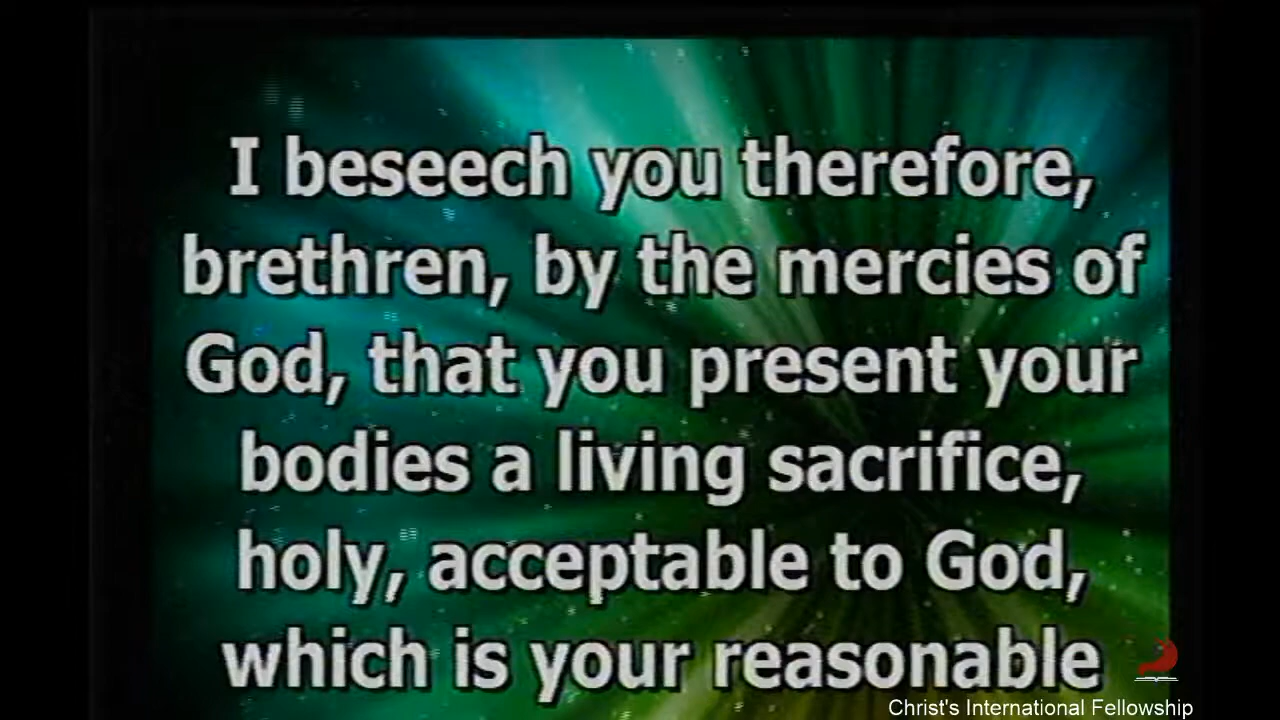 I beseech you therefore,
brethren, by the mercies of
God, that you present your
bodies a living sacrifice,
holy, acceptable to God,
which is your reasonable
Christ's International Fellowship